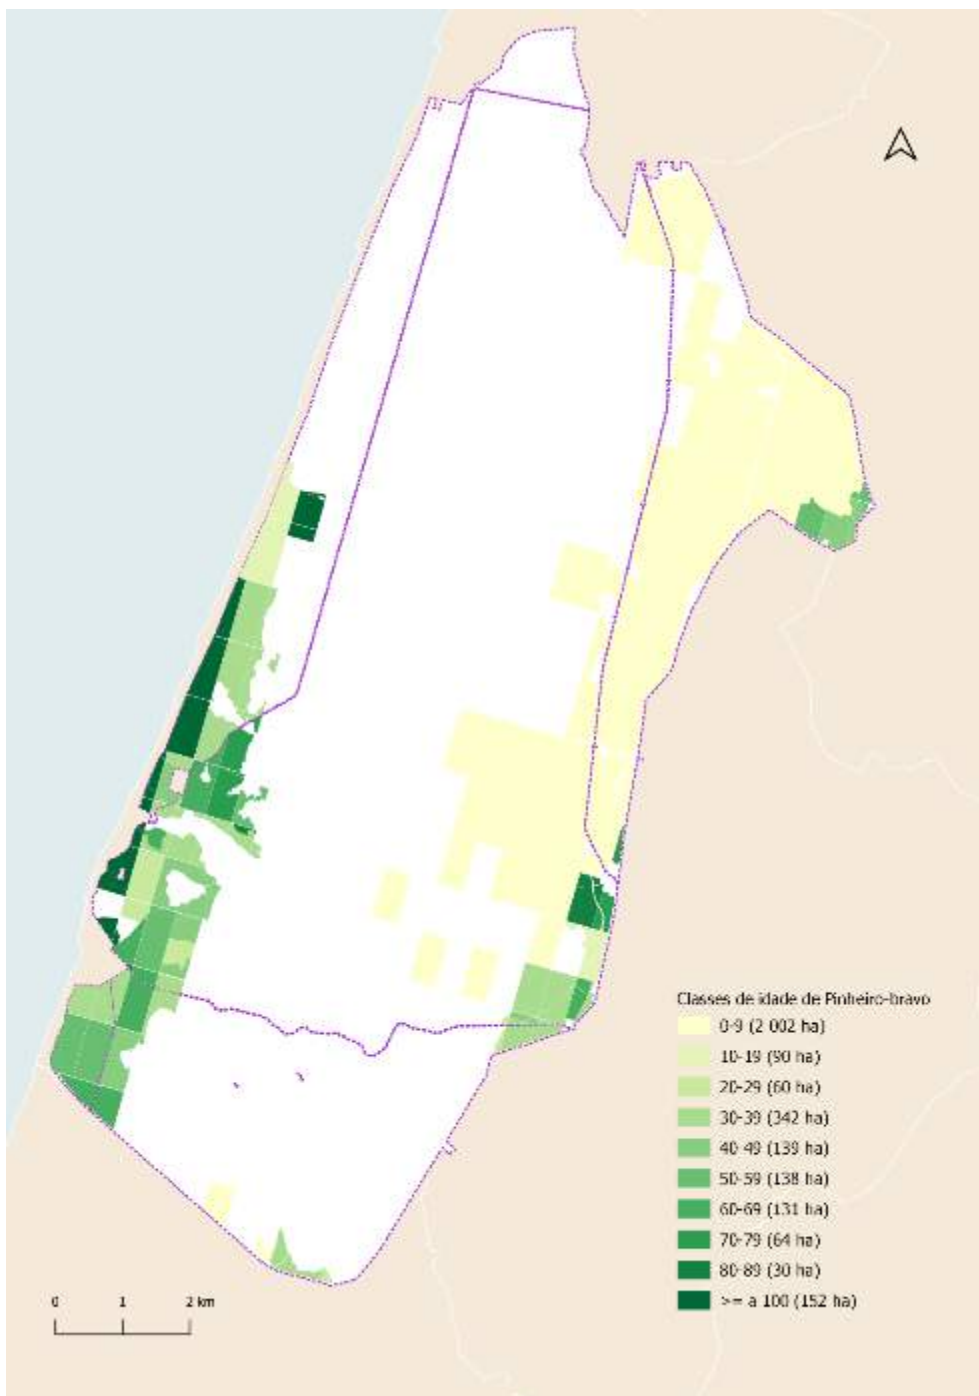 Classes de idade de Pinheiro-bravo
0-9 (2 002 ha)
10-19 (90 ha)
20-29 (60 ha)
30-39 (342 ha)
40-49 (139 ha)
50-59 (138 ha)
60-69 (131 ha)
70-79 (64 ha)
80-89 (30 ha)
>= a 100 (152 ha)
0 1 2 km